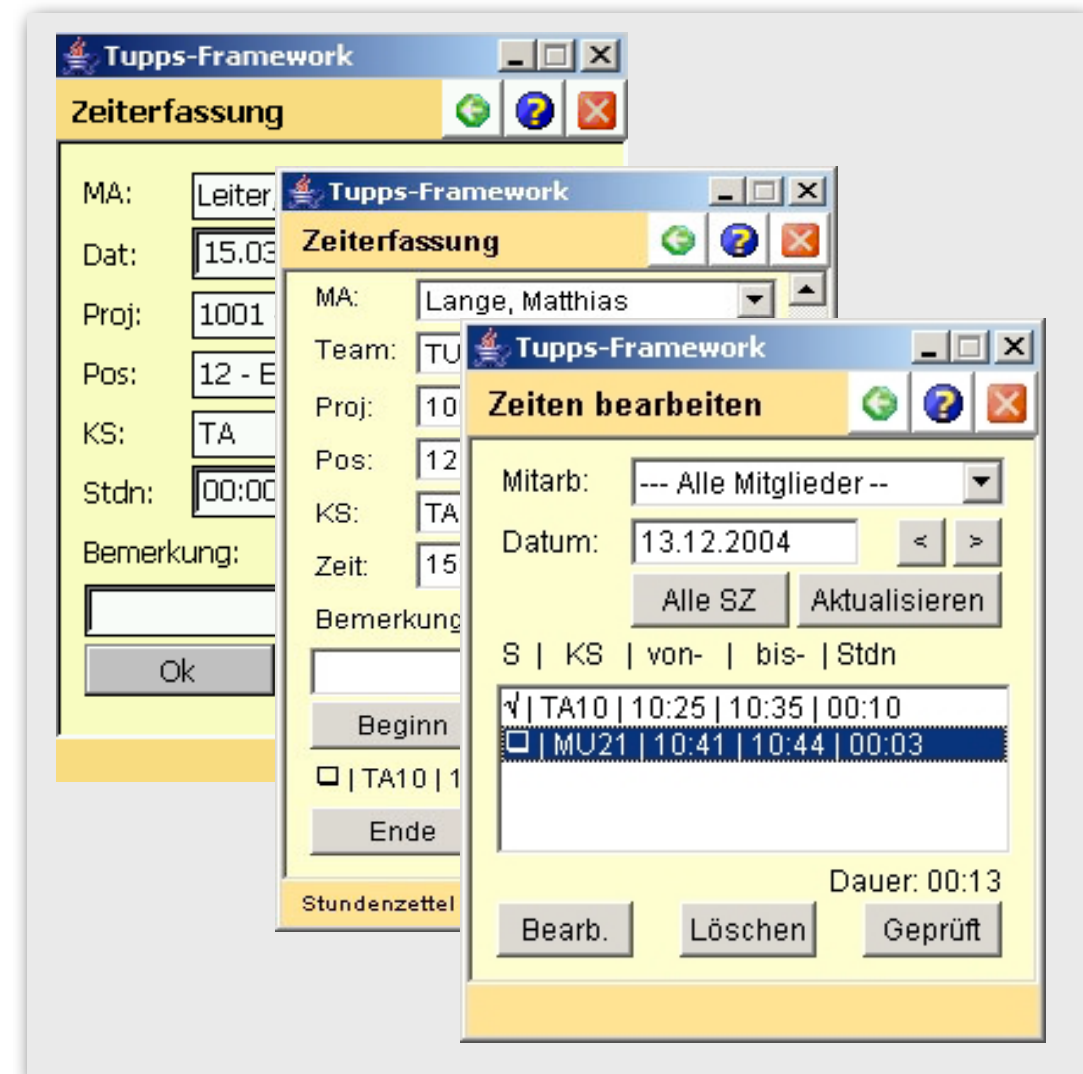 Tupps-Framework
Zeiterfassung
MA: Leiter,
Dat: 15.03
Proj: 1001
Pos: 12 - E
KS: TA
Stdn: 00:00
Bemerkung:
Ok
Tupps-Framework
Zeiterfassung
MA: Lange, Matthias
Team: TU
Proj: 10
Pos: 12
KS: TA
Zeit: 15
Bemerkung
Beginn
| TA10 | 1
Ende
Stundenzettel
Tupps-Framework
Zeiten bearbeiten
Mitarb: --- Alle Mitglieder --
Datum: 13.12.2004 < >
Alle SZ Aktualisieren
S | KS | von- | bis- | Stdn
√ | TA10 | 10:25 | 10:35 | 00:10
| MU21 | 10:41 | 10:44 | 00:03
Dauer: 00:13
Bearb. Löschen Geprüft